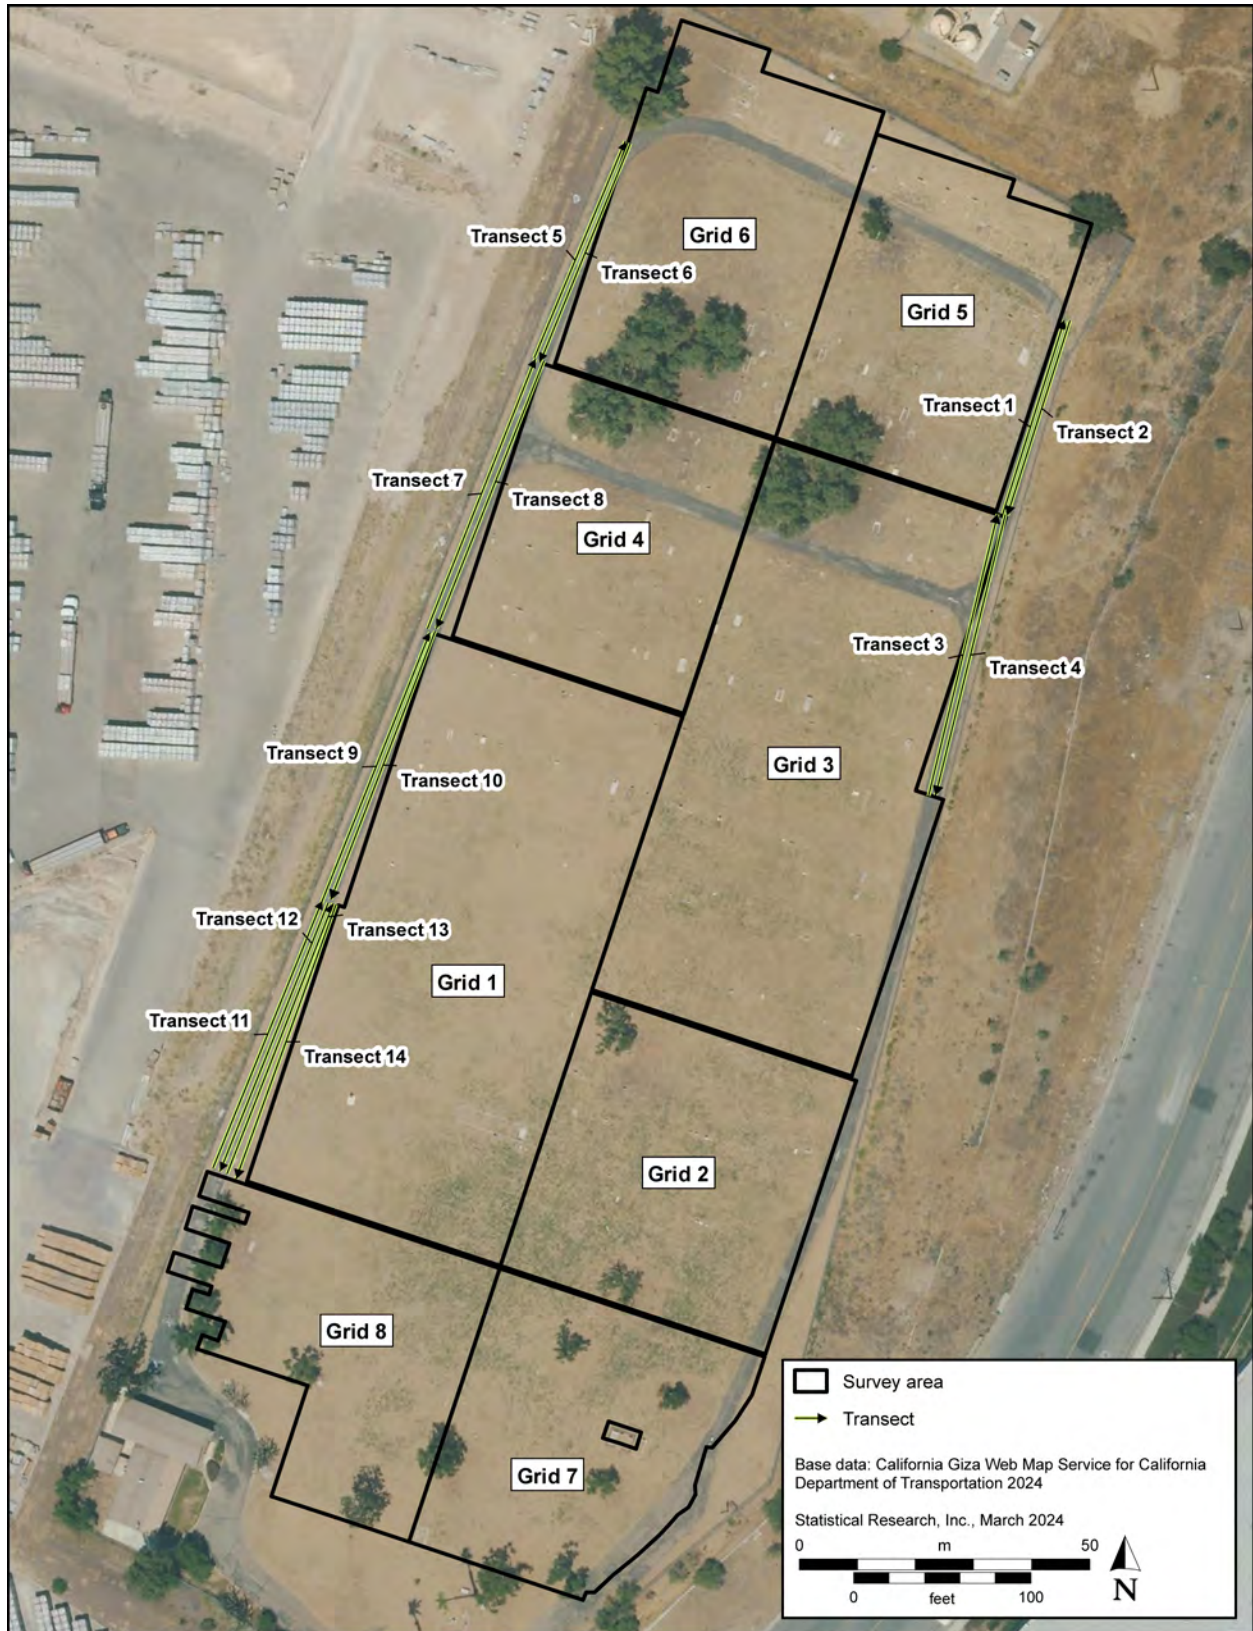 Transect 5
Grid 6
Transect 6
Grid 5
Transect 1
Transect 2
Transect 7
Transect 8
Grid 4
Transect 3
Transect 4
Transect 9
Transect 10
Grid 3
Transect 12
Transect 13
Grid 1
Transect 11
Transect 14
Grid 2
Grid 8
Grid 7
Survey area
Transect
Base data: California Giza Web Map Service for California
Department of Transportation 2024
Statistical Research, Inc., March 2024
0 m 50
0 feet 100
N